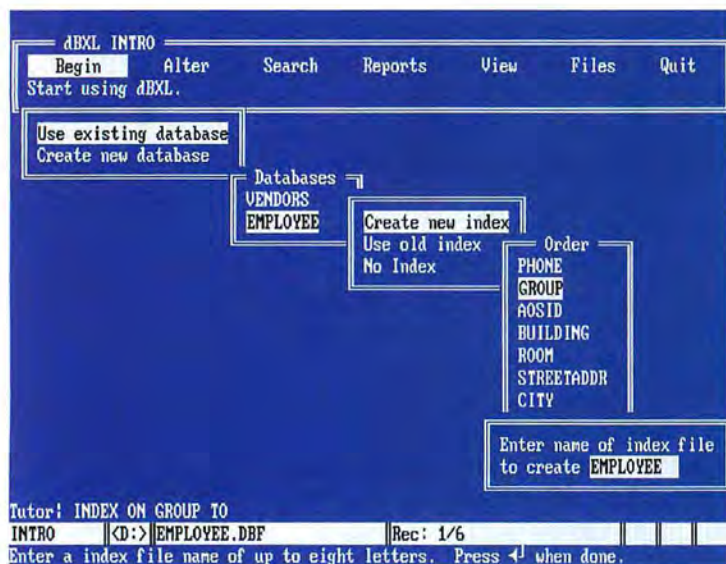 dBXL INTRO
Begin Alter Search Reports View Files Quit
Start using dBXL.
Use existing database
Create new database
Databases
VENDORS
EMPLOYEE
Create new index
Use old index
No Index
Order
PHONE
GROUP
AOSID
BUILDING
ROOM
STREETADDR
CITY
Enter name of index file
to create EMPLOYEE
Tutor: INDEX ON GROUP TO
INTRO <D:> EMPLOYEE.DBF Rec: 1/6
Enter a index file name of up to eight letters. Press ◄┘ when done.